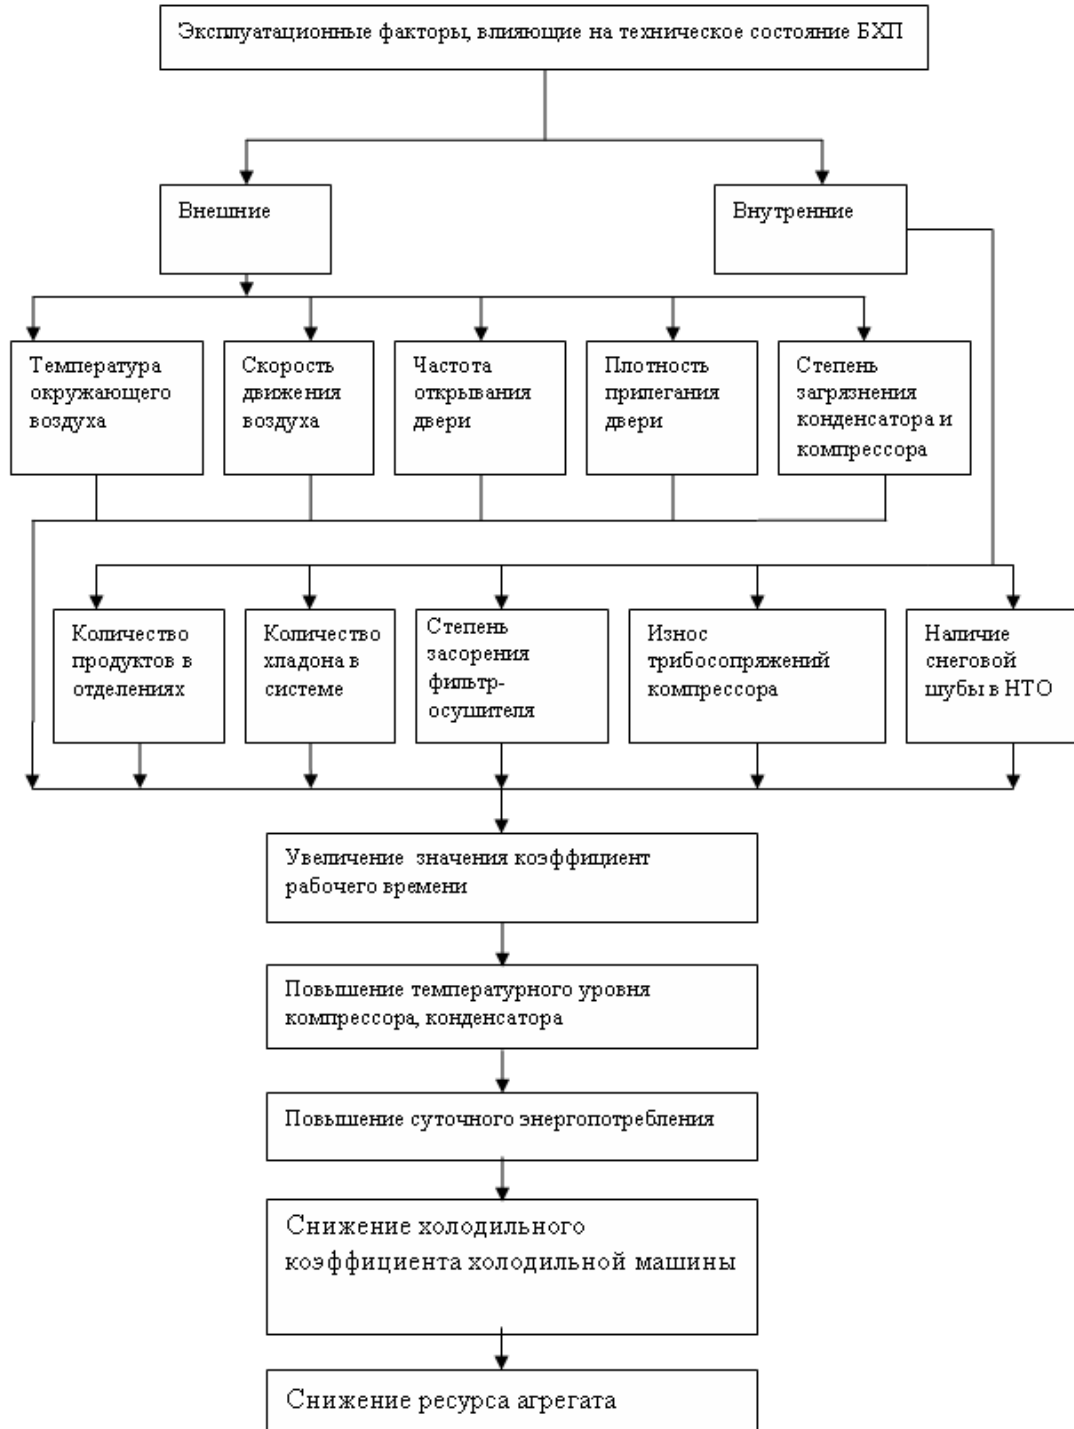 Эксплуатационные факторы, влияющие на техническое состояние БХП
Внешние
Внутренние
Температура
окружающего
воздуха
Скорость
движения
воздуха
Частота
открывания
двери
Плотность
прилегания
двери
Степень
загрязнения
конденсатора и
компрессора
Количество
продуктов в
отделениях
Количество
хладона в
системе
Степень
засорения
фильтр-
осушителя
Износ
трибосопряжений
компрессора
Наличие
снеговой
шубы в НТО
Увеличение значения коэффициент
рабочего времени
Повышение температурного уровня
компрессора, конденсатора
Повышение суточного энергопотребления
Снижение холодильного
коэффициента холодильной машины
Снижение ресурса агрегата